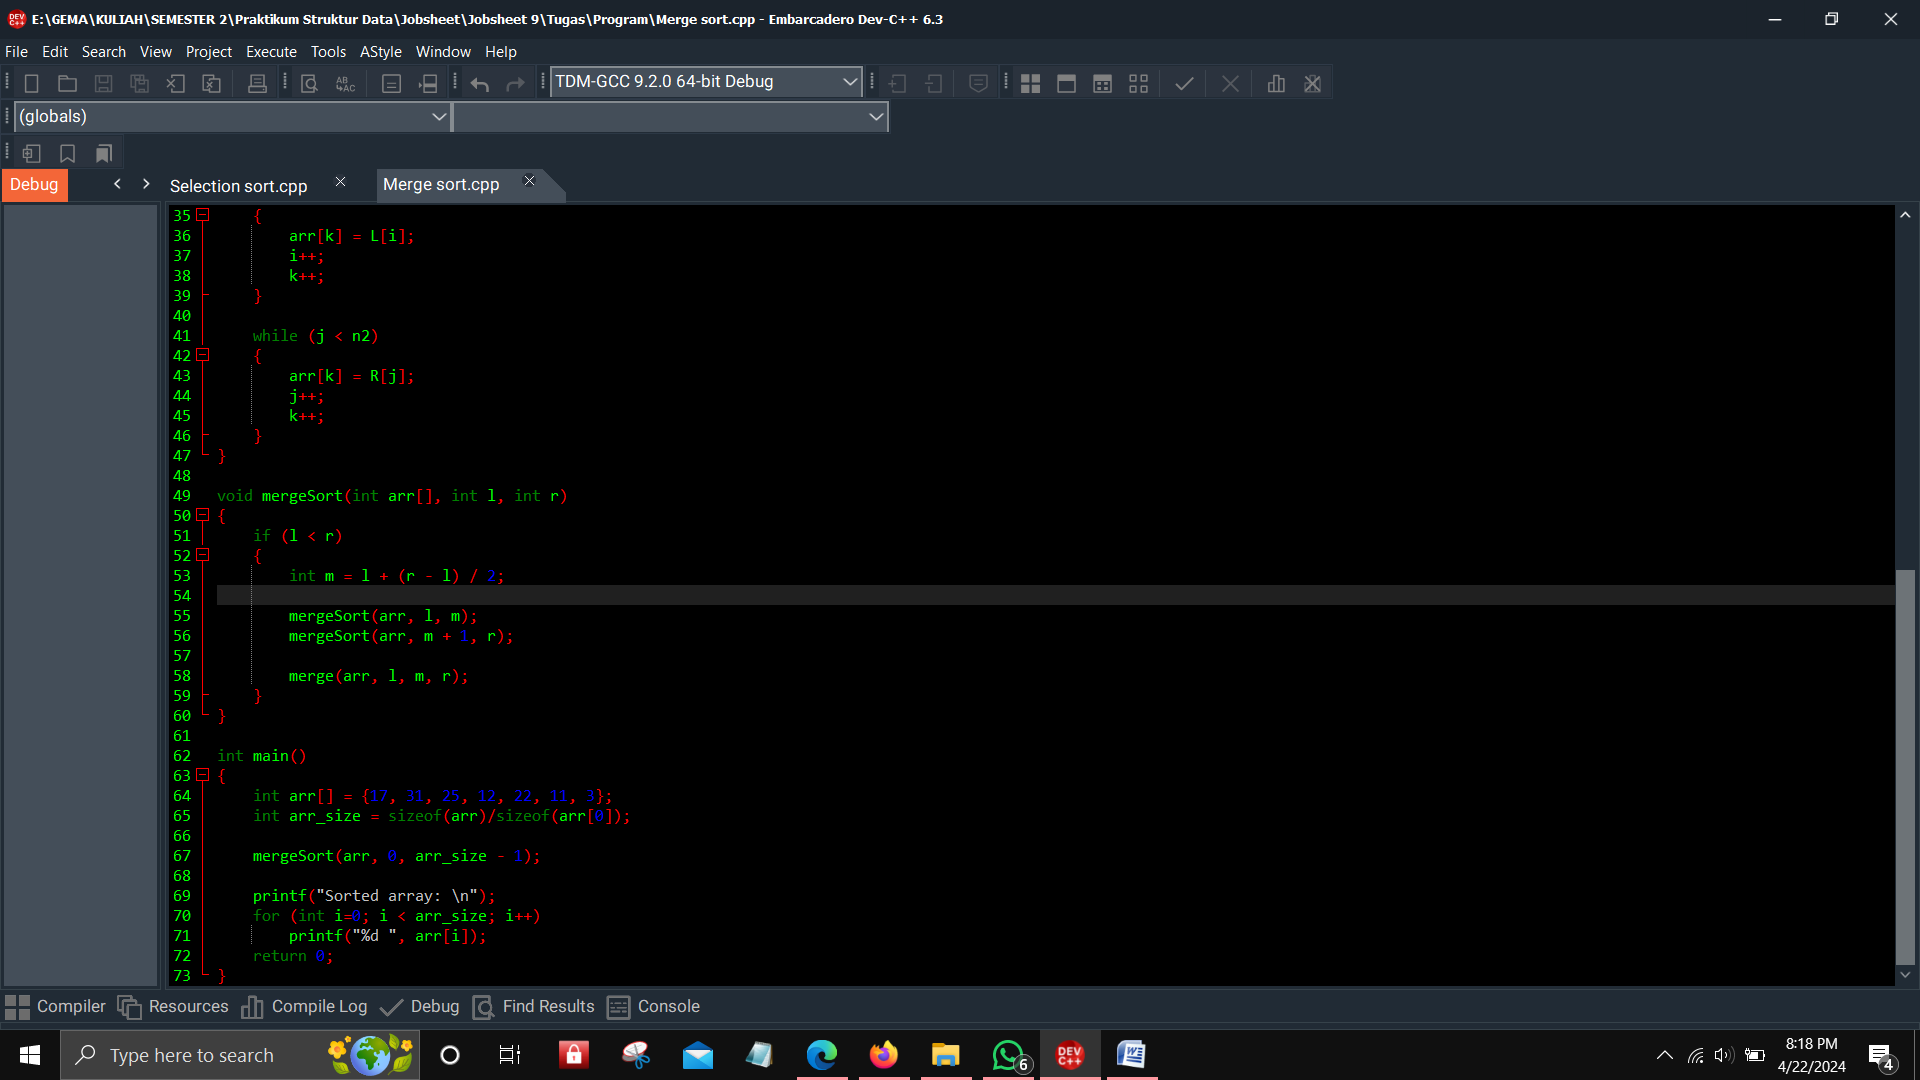 E:\GEMA\KULIAH\SEMESTER 2\Praktikum Struktur Data\Jobsheet\Jobsheet 9\Tugas\Program\Merge sort.cpp - Embarcadero Dev-C++ 6.3
File Edit Search View Project Execute Tools AStyle Window Help
TDM-GCC 9.2.0 64-bit Debug
(globals)
Debug Selection sort.cpp Merge sort.cpp
35 {
36 arr[k] = L[i];
37 i++;
38 k++;
39 }
40
41 while (j < n2)
42 {
43 arr[k] = R[j];
44 j++;
45 k++;
46 }
47 }
48
49 void mergeSort(int arr[], int l, int r)
50 {
51 if (l < r)
52 {
53 int m = l + (r - l) / 2;
54
55 mergeSort(arr, l, m);
56 mergeSort(arr, m + 1, r);
57
58 merge(arr, l, m, r);
59 }
60 }
61
62 int main()
63 {
64 int arr[] = {17, 31, 25, 12, 22, 11, 3};
65 int arr_size = sizeof(arr)/sizeof(arr[0]);
66
67 mergeSort(arr, 0, arr_size - 1);
68
69 printf("Sorted array: \n");
70 for (int i=0; i < arr_size; i++)
71 printf("%d ", arr[i]);
72 return 0;
73 }
Compiler Resources Compile Log Debug Find Results Console
Type here to search
6
DEV C++
8:18 PM
4/22/2024
4